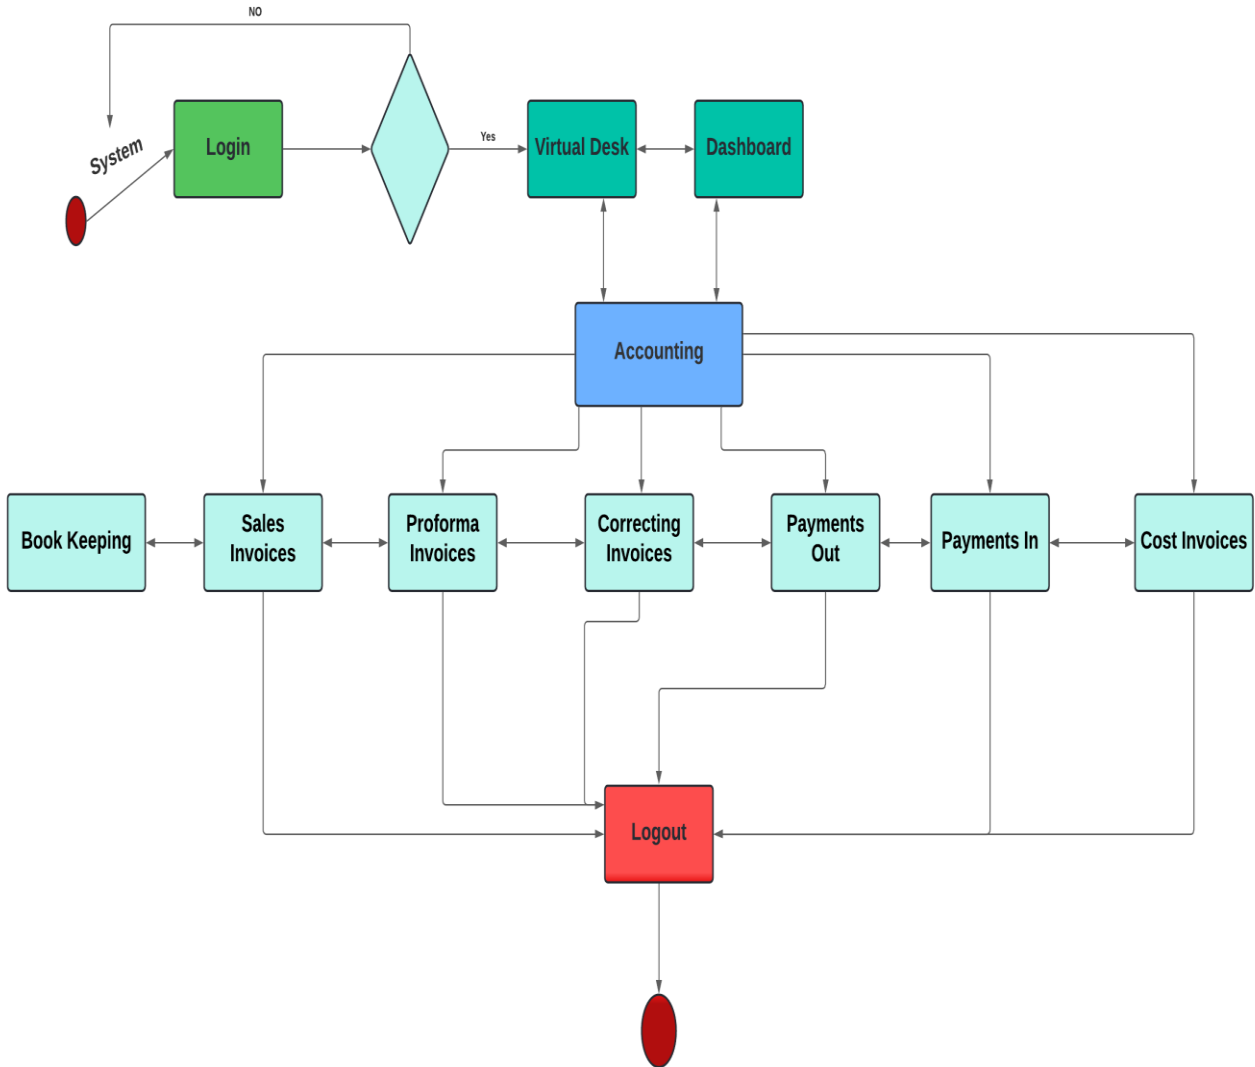 NO
System
Login
Yes
Virtual Desk
Dashboard
Accounting
Book Keeping
Sales
Invoices
Proforma
Invoices
Correcting
Invoices
Payments
Out
Payments In
Cost Invoices
Logout